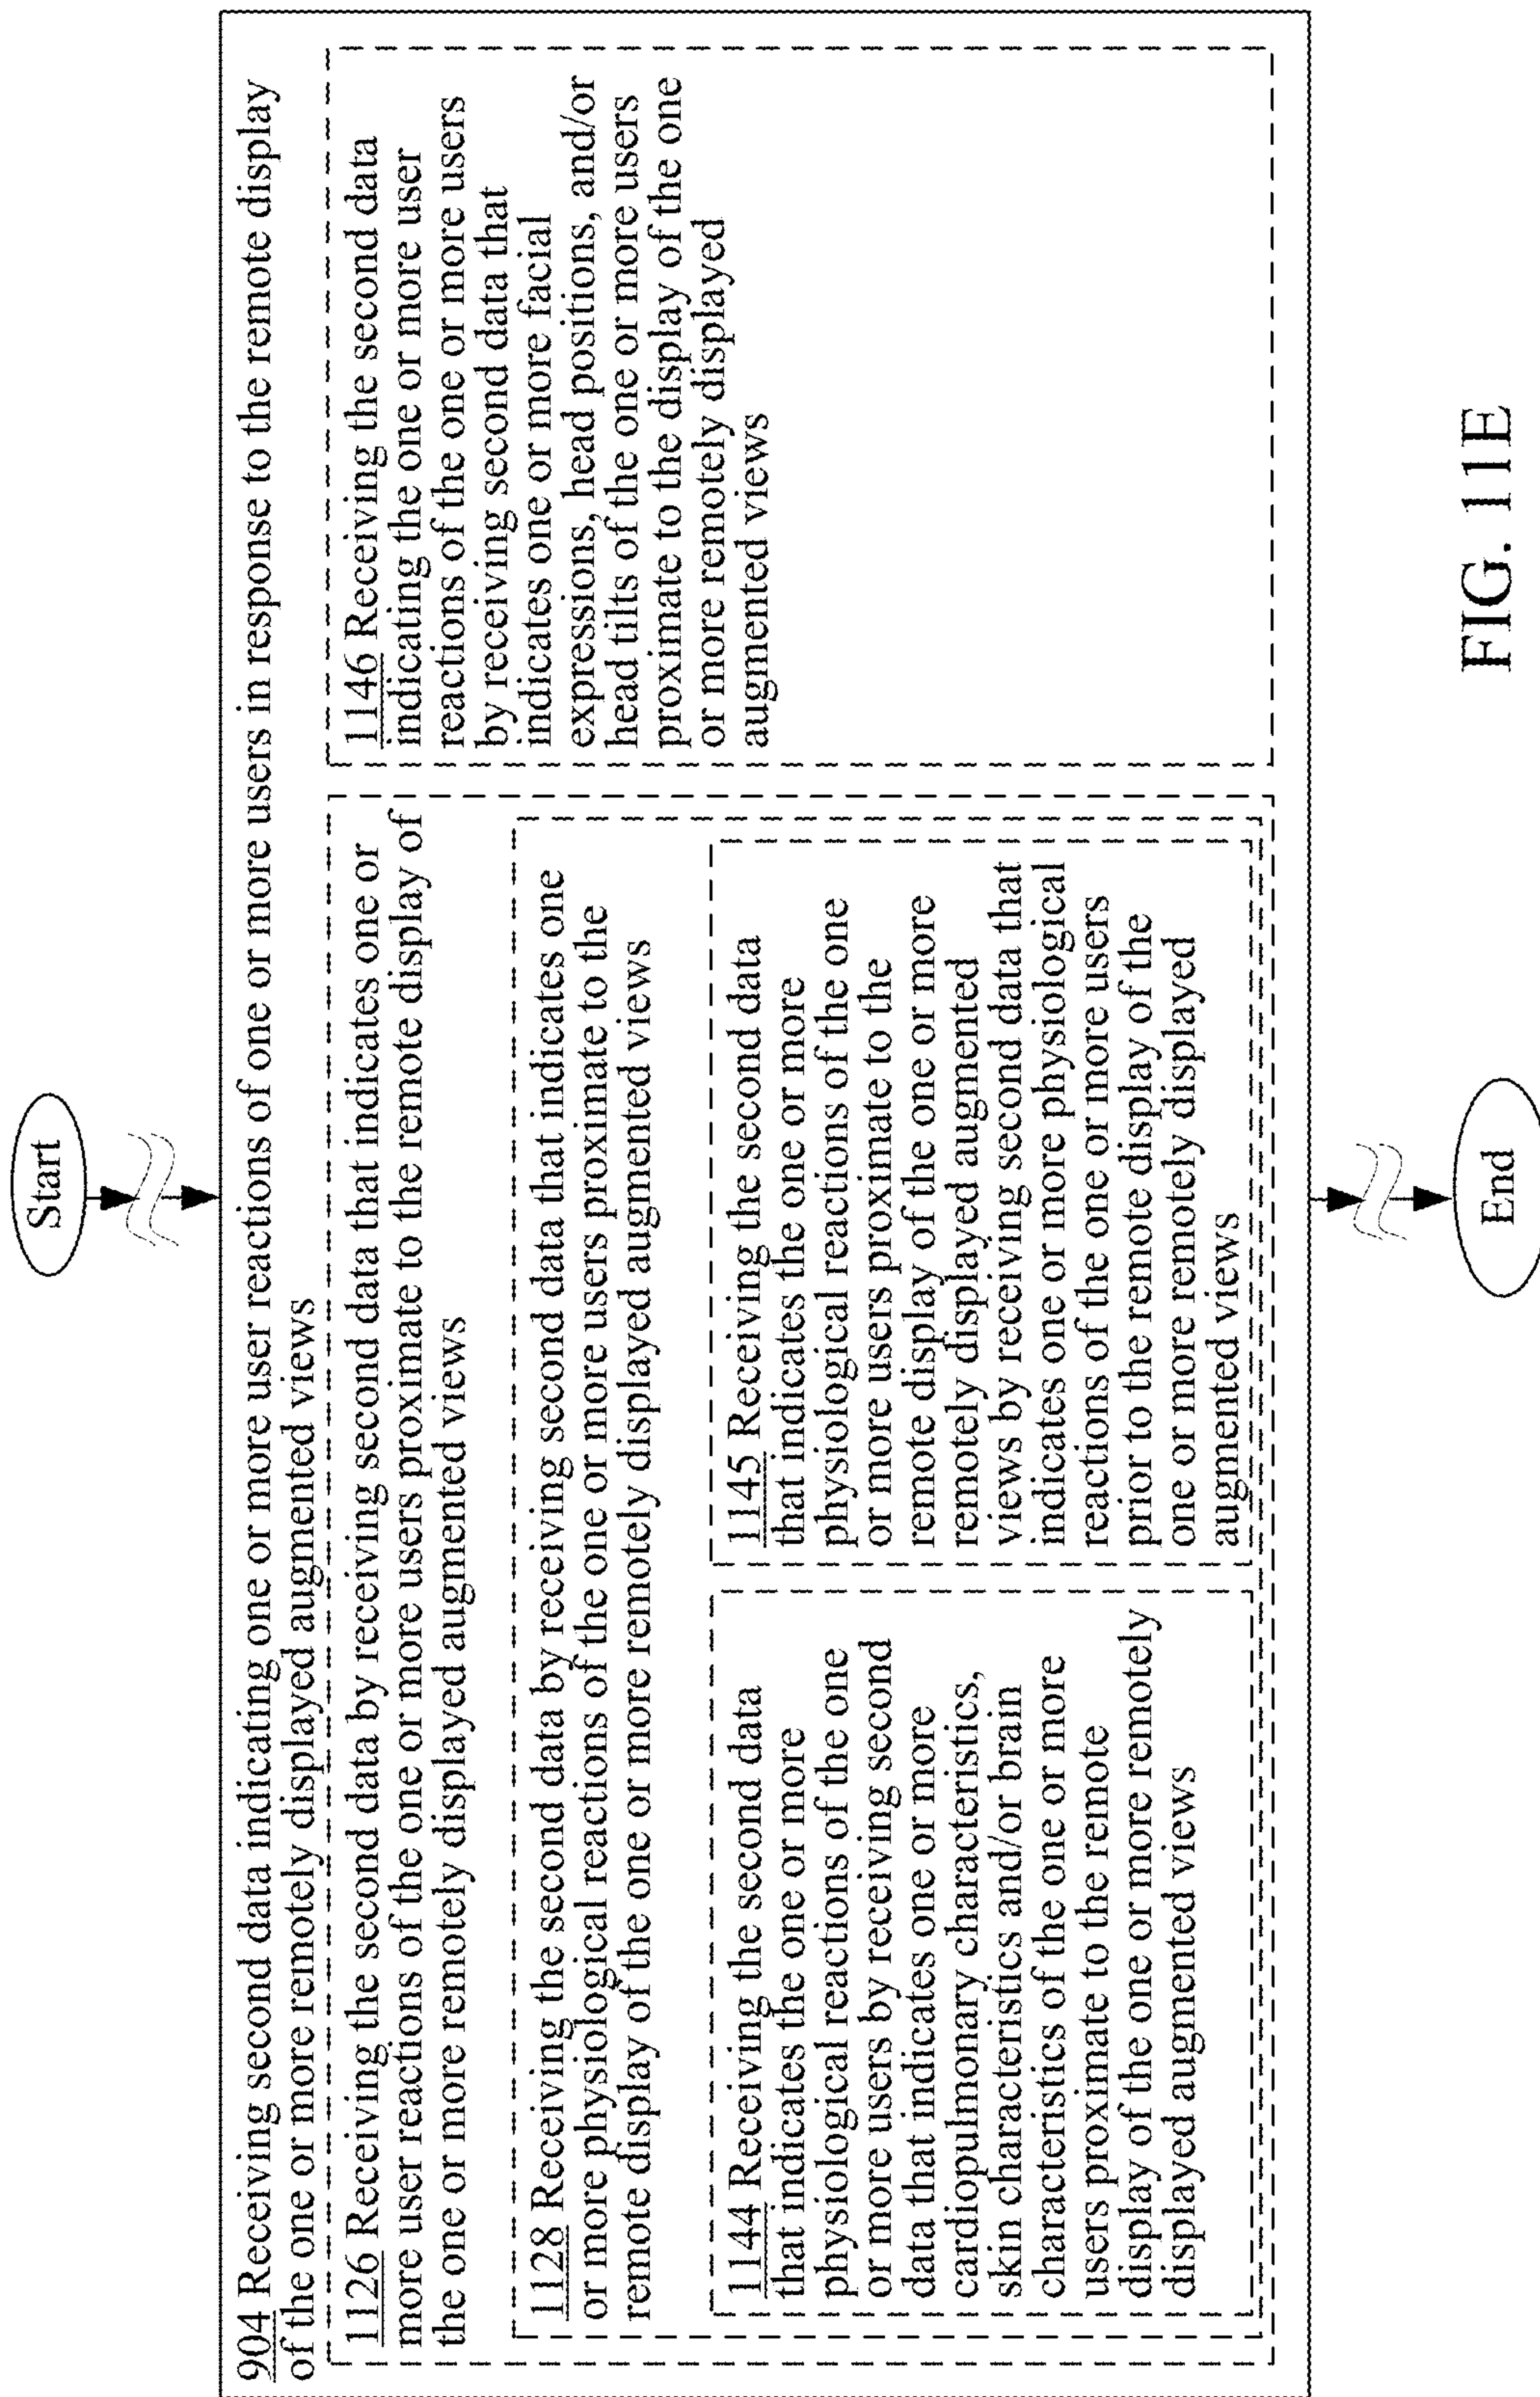 Start
904 Receiving second data indicating one or more user reactions of one or more users in response to the remote display
of the one or more remotely displayed augmented views
1126 Receiving the second data by receiving second data that indicates one or
more user reactions of the one or more users proximate to the remote display of
the one or more remotely displayed augmented views
1128 Receiving the second data by receiving second data that indicates one
or more physiological reactions of the one or more users proximate to the
remote display of the one or more remotely displayed augmented views
1144 Receiving the second data
that indicates the one or more
physiological reactions of the one
or more users by receiving second
data that indicates one or more
cardiopulmonary characteristics,
skin characteristics and/or brain
characteristics of the one or more
users proximate to the remote
display of the one or more remotely
displayed augmented views
1145 Receiving the second data
that indicates the one or more
physiological reactions of the one
or more users proximate to the
remote display of the one or more
remotely displayed augmented
views by receiving second data that
indicates one or more physiological
reactions of the one or more users
prior to the remote display of the
one or more remotely displayed
augmented views
1146 Receiving the second data
indicating the one or more user
reactions of the one or more users
by receiving second data that
indicates one or more facial
expressions, head positions, and/or
head tilts of the one or more users
proximate to the display of the one
or more remotely displayed
augmented views
End
FIG. 11E